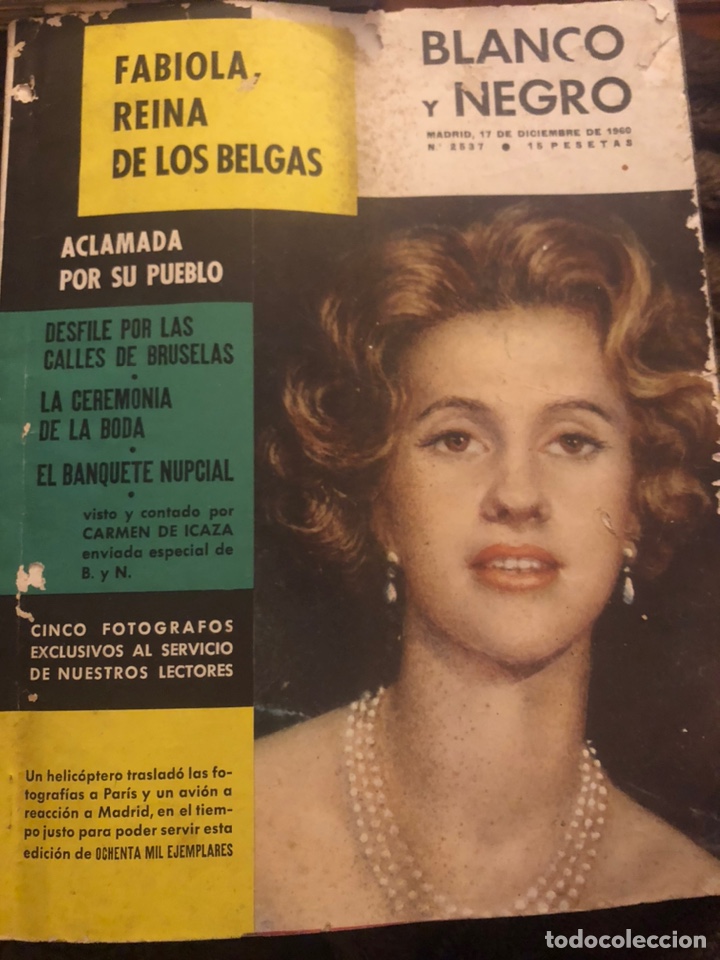 FABIOLA,
REINA
DE LOS BELGAS
BLANCO
Y NEGRO
MADRID, 17 DE DICIEMBRE DE 1960
N.º 2537 ● 15 PESETAS
ACLAMADA
POR SU PUEBLO
DESFILE POR LAS
CALLES DE BRUSELAS
•
LA CEREMONIA
DE LA BODA
•
EL BANQUETE NUPCIAL
•
visto y contado por
CARMEN DE ICAZA
enviada especial de
B. y N.
CINCO FOTOGRAFOS
EXCLUSIVOS AL SERVICIO
DE NUESTROS LECTORES
Un helicóptero trasladó las fo-
tografías a París y un avión a
reacción a Madrid, en el tiem-
po justo para poder servir esta
edición de OCHENTA MIL EJEMPLARES
todocoleccion